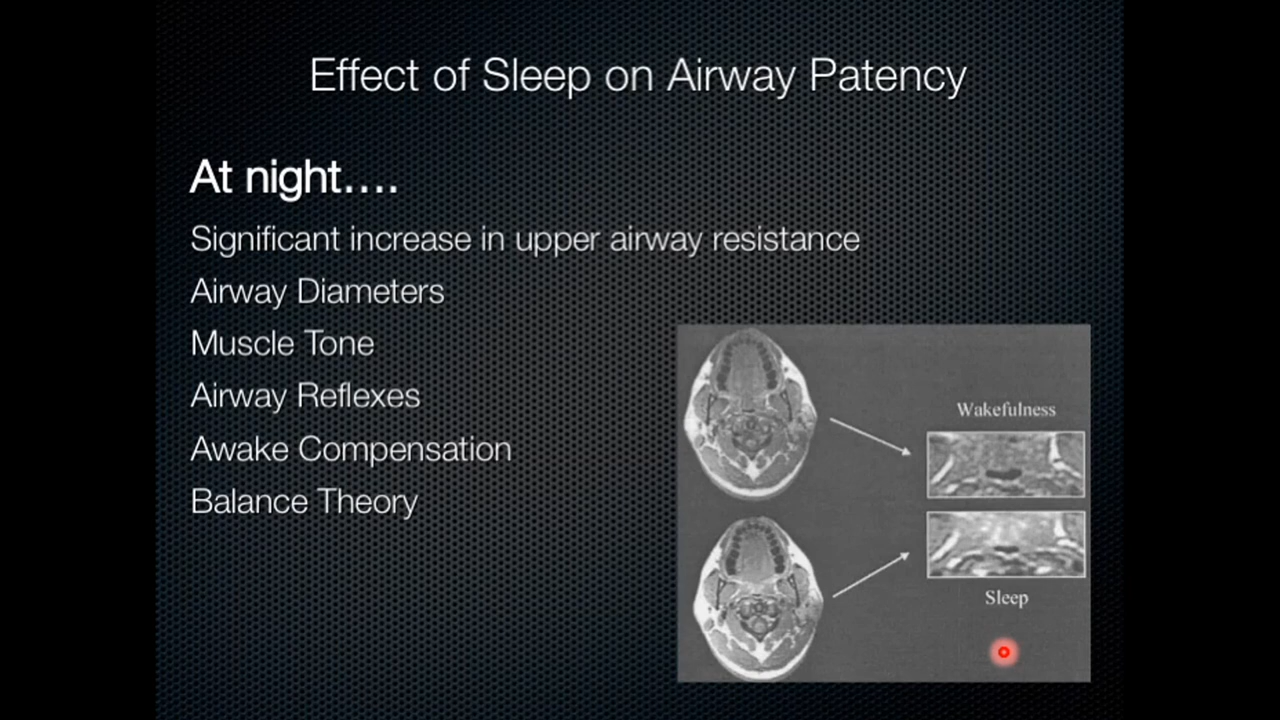 Effect of Sleep on Airway Patency
At night....
Significant increase in upper airway resistance
Airway Diameters
Muscle Tone
Airway Reflexes
Awake Compensation
Balance Theory
Wakefulness
Sleep